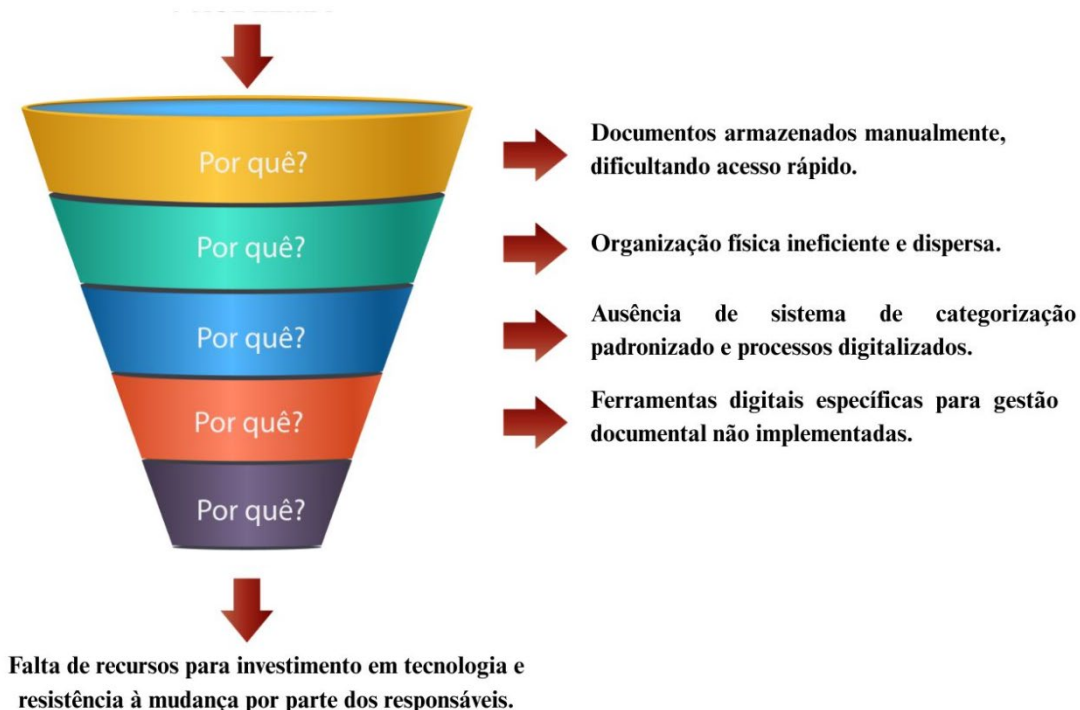 Por quê?
Documentos armazenados manualmente,
dificultando acesso rápido.
Por quê?
Organização física ineficiente e dispersa.
Por quê?
Ausência de sistema de categorização
padronizado e processos digitalizados.
Por quê?
Ferramentas digitais específicas para gestão
documental não implementadas.
Por quê?
Falta de recursos para investimento em tecnologia e
resistência à mudança por parte dos responsáveis.